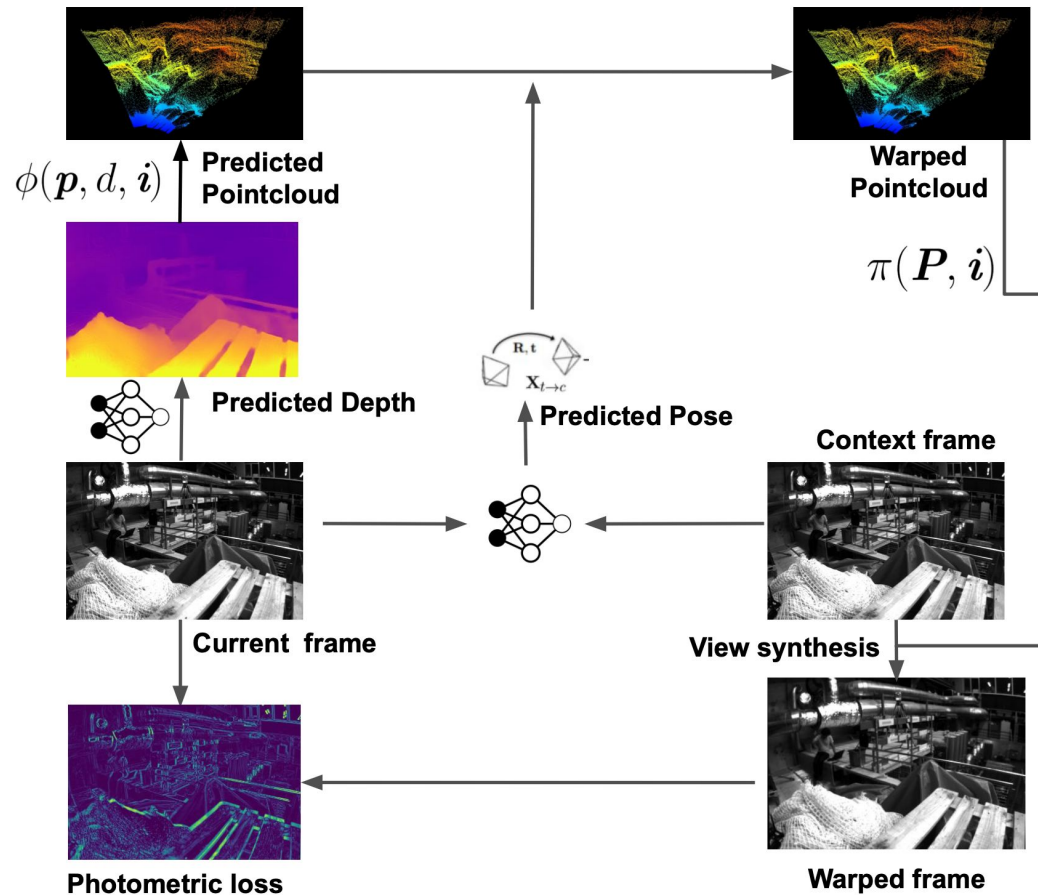 ϕ(p, d, i)
Predicted
Pointcloud
Warped
Pointcloud
π(P, i)
R, t
X_{t→c}
Predicted Depth
Predicted Pose
Context frame
Current frame
View synthesis
Photometric loss
Warped frame